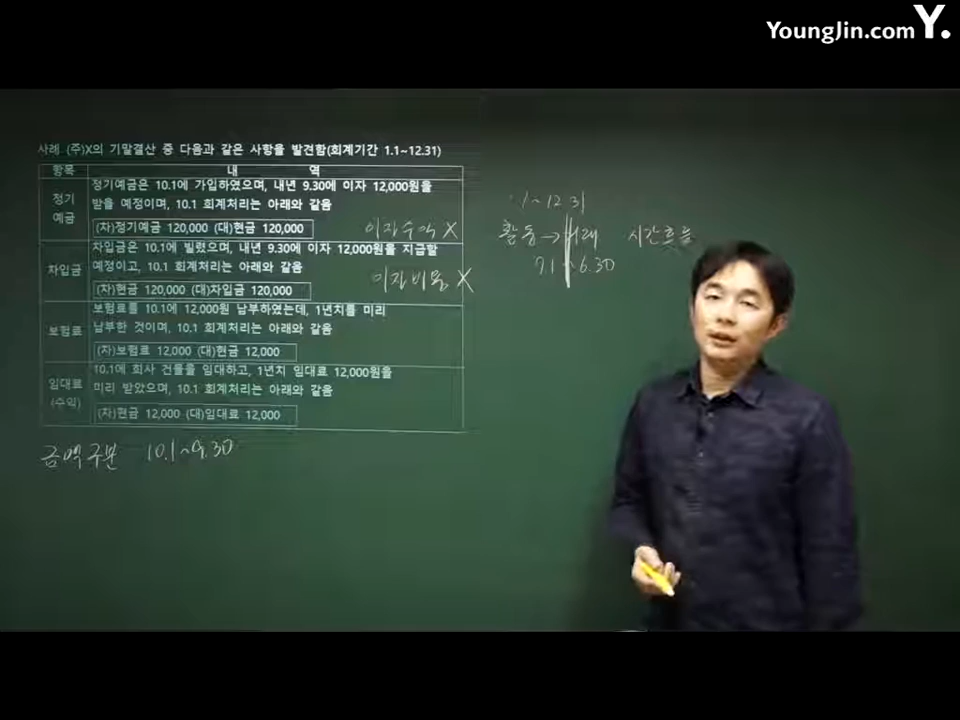 YoungJin.com Y.
사례 (주)X의 기말결산 중 다음과 같은 사항을 발견함(회계기간 1.1~12.31)
항목 내 역
정기
예금
정기예금은 10.1에 가입하였으며, 내년 9.30에 이자 12,000원을
받을 예정이며, 10.1 회계처리는 아래와 같음
(차)정기예금 120,000 (대)현금 120,000
이자수익 X
차입금
차입금은 10.1에 빌렸으며, 내년 9.30에 이자 12,000원을 지급할
예정이고, 10.1 회계처리는 아래와 같음
(차)현금 120,000 (대)차입금 120,000
이자비용 X
보험료
보험료를 10.1에 12,000원 납부하였는데, 1년치를 미리
납부한 것이며, 10.1 회계처리는 아래와 같음
(차)보험료 12,000 (대)현금 12,000
임대료
(수익)
10.1에 회사 건물을 임대하고, 1년치 임대료 12,000원을
미리 받았으며, 10.1 회계처리는 아래와 같음
(차)현금 12,000 (대)임대료 12,000
금액구분 10.1~9.30
1~12 31
활동→거래 시간흐름
7.1~6.30